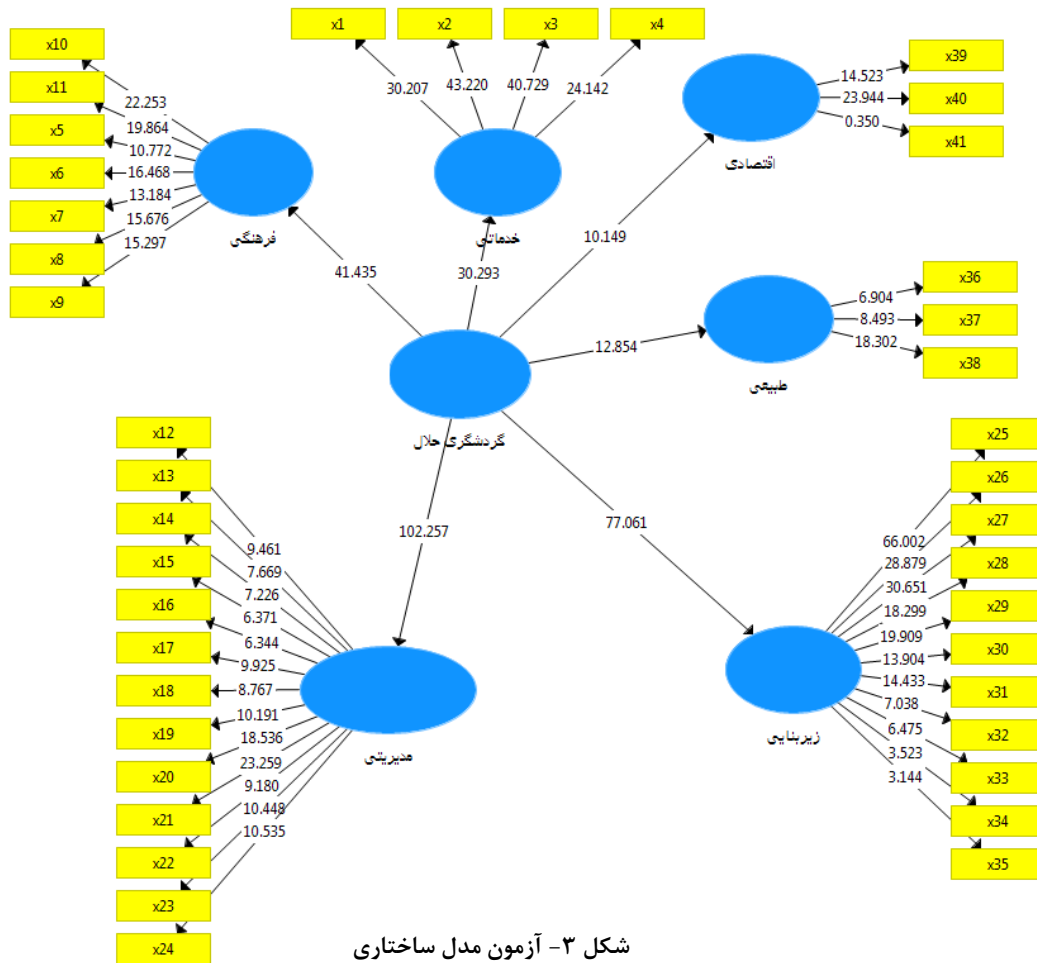 x1
x2
x3
x4
30.207
43.220
40.729
24.142
خدماتی
x10
x11
x5
x6
x7
x8
x9
22.253
19.864
10.772
16.468
13.184
15.676
15.297
فرهنگی
x39
x40
x41
14.523
23.944
0.350
اقتصادی
41.435
30.293
10.149
12.854
x36
x37
x38
6.904
8.493
18.302
طبیعی
گردشگری حلال
102.257
77.061
x12
x13
x14
x15
x16
x17
x18
x19
x20
x21
x22
x23
x24
9.461
7.669
7.226
6.371
6.344
9.925
8.767
10.191
18.536
23.259
9.180
10.448
10.535
مدیریتی
x25
x26
x27
x28
x29
x30
x31
x32
x33
x34
x35
66.002
28.879
30.651
18.299
19.909
13.904
14.433
7.038
6.475
3.523
3.144
زیربنایی
شکل ۳- آزمون مدل ساختاری